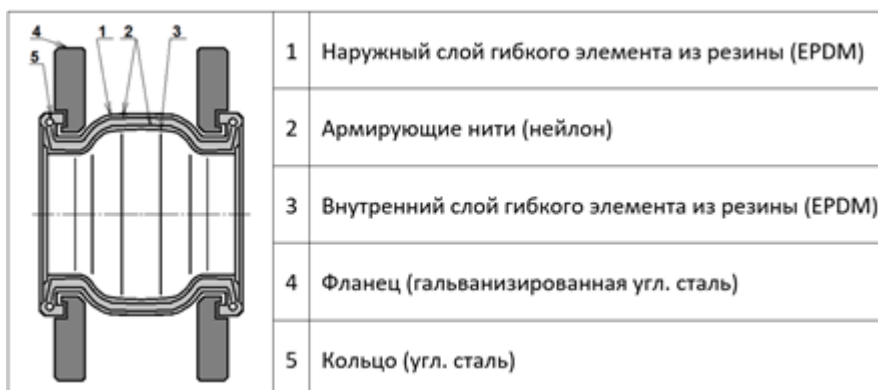 4 1 2 3
5
1 Наружный слой гибкого элемента из резины (EPDM)
2 Армирующие нити (нейлон)
3 Внутренний слой гибкого элемента из резины (EPDM)
4 Фланец (гальванизированная угл. сталь)
5 Кольцо (угл. сталь)